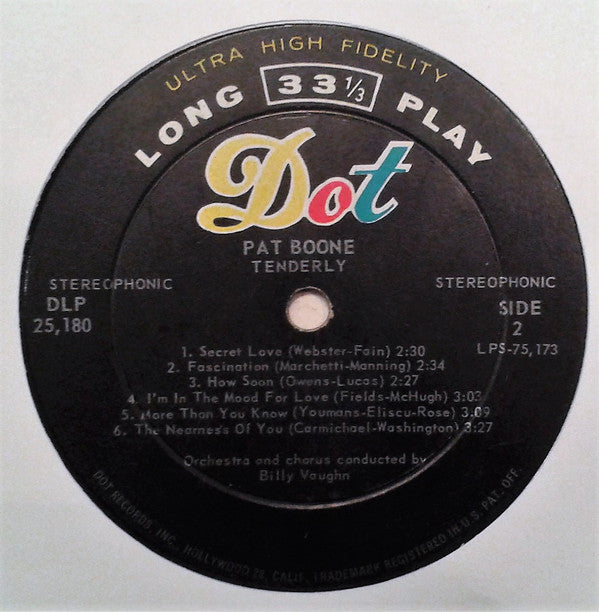 ULTRA HIGH FIDELITY
LONG 33 1/3 PLAY
Dot
PAT BOONE
TENDERLY
STEREOPHONIC
DLP
25,180
STEREOPHONIC
SIDE
2
LPS-75,173
1. Secret Love (Webster-Fain) 2:30
2. Fascination (Marchetti-Manning) 2:34
3. How Soon (Owens-Lucas) 2:27
4. I'm In The Mood For Love (Fields-McHugh) 3:03
5. More Than You Know (Youmans-Eliscu-Rose) 3:09
6. The Nearness Of You (Carmichael-Washington) 3:27
Orchestra and chorus conducted by
Billy Vaughn
DOT RECORDS, INC., HOLLYWOOD 28, CALIF. TRADEMARK REGISTERED IN U.S. PAT. OFF.